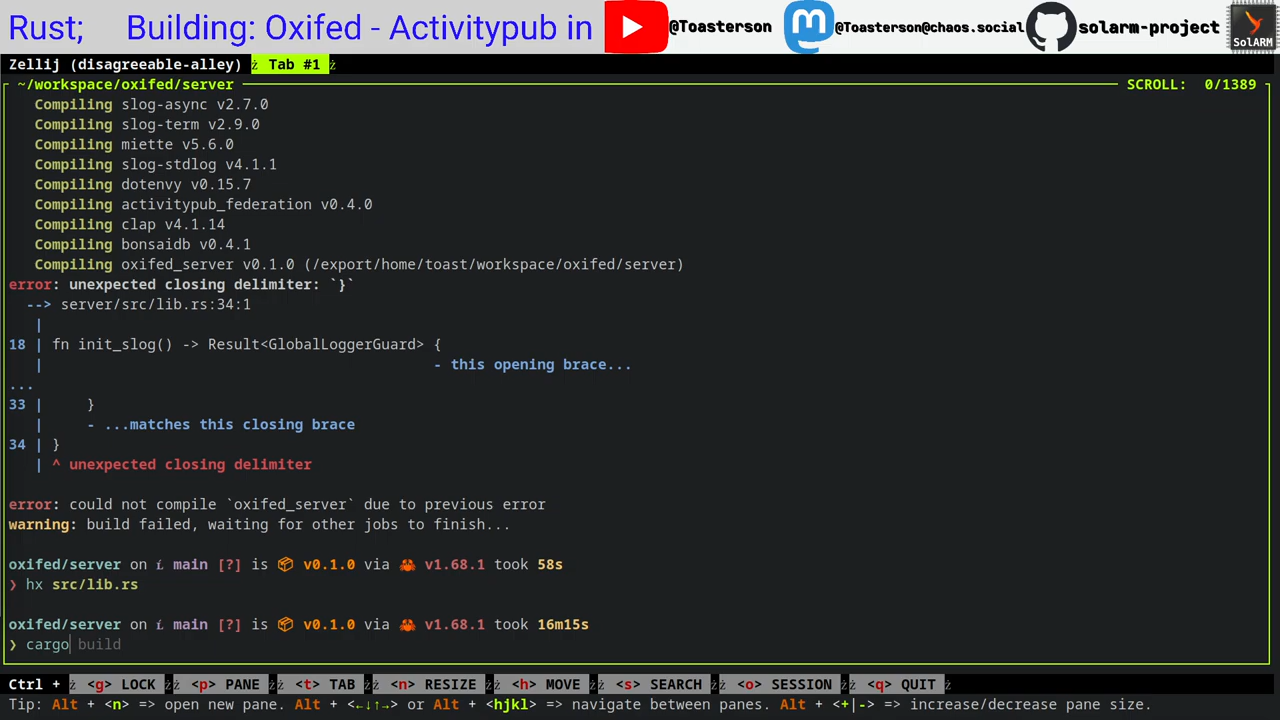 Rust;    Building: Oxifed - Activitypub in
@Toasterson
@Toasterson@chaos.social
solarm-project
SolARM
Zellij (disagreeable-alley)  Tab #1
~/workspace/oxifed/server    SCROLL:  0/1389
Compiling slog-async v2.7.0
Compiling slog-term v2.9.0
Compiling miette v5.6.0
Compiling slog-stdlog v4.1.1
Compiling dotenvy v0.15.7
Compiling activitypub_federation v0.4.0
Compiling clap v4.1.14
Compiling bonsaidb v0.4.1
Compiling oxifed_server v0.1.0 (/export/home/toast/workspace/oxifed/server)
error: unexpected closing delimiter: `}`
  --> server/src/lib.rs:34:1
   |
18 | fn init_slog() -> Result<GlobalLoggerGuard> {
   |                                             - this opening brace...
...
33 |     }
   |     - ...matches this closing brace
34 | }
   | ^ unexpected closing delimiter
error: could not compile `oxifed_server` due to previous error
warning: build failed, waiting for other jobs to finish...
oxifed/server on main [?] is 📦 v0.1.0 via 🦀 v1.68.1 took 58s
❯ hx src/lib.rs
oxifed/server on main [?] is 📦 v0.1.0 via 🦀 v1.68.1 took 16m15s
❯ cargo build
Ctrl +  <g> LOCK  <p> PANE  <t> TAB  <n> RESIZE  <h> MOVE  <s> SEARCH  <o> SESSION  <q> QUIT
Tip: Alt + <n> => open new pane. Alt + <←↓↑→> or Alt + <hjkl> => navigate between panes. Alt + <+|-> => increase/decrease pane size.